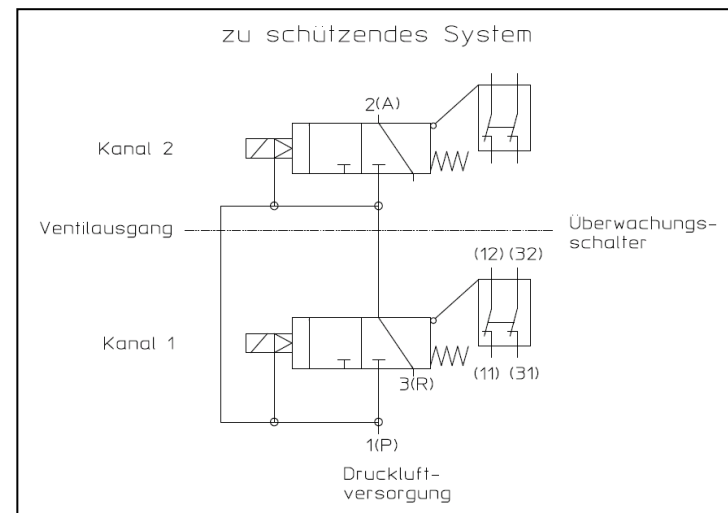 zu schützendes System
2(A)
Kanal 2
Ventilausgang
Überwachungs-
schalter
(12) (32)
Kanal 1
3(R)
(11) (31)
1(P)
Druckluft-
versorgung